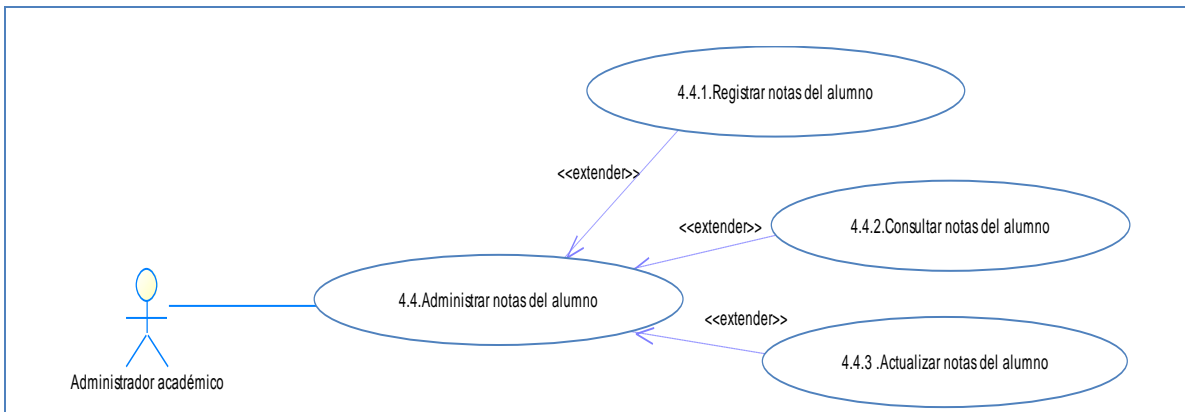 4.4.1.Registrar notas del alumno
<<extender>>
4.4.2.Consultar notas del alumno
<<extender>>
4.4.Administrar notas del alumno
<<extender>>
4.4.3 .Actualizar notas del alumno
Administrador académico